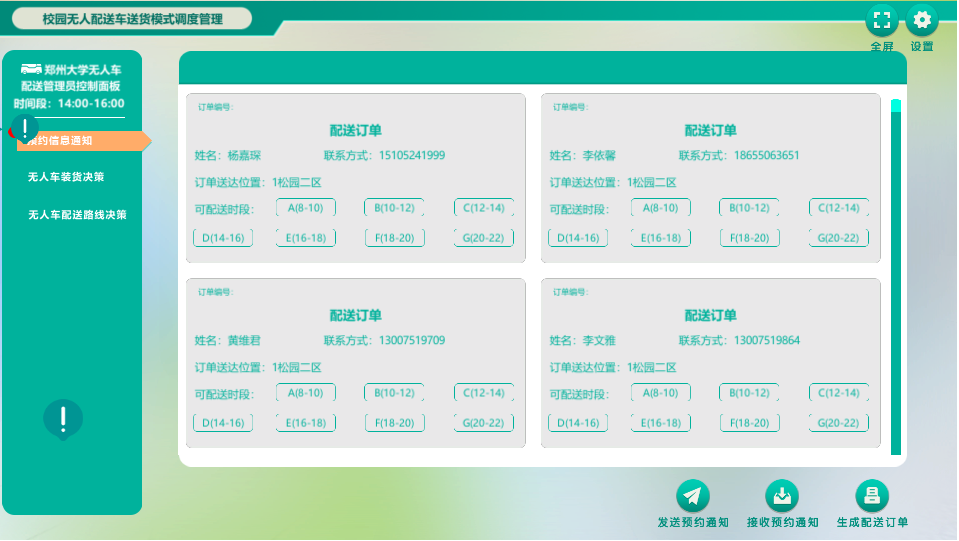 校园无人配送车送货模式调度管理
全屏
设置
郑州大学无人车
配送管理员控制面板
时间段：14:00-16:00
预约信息通知
无人车装货决策
无人车配送路线决策
订单编号:
配送订单
姓名：杨嘉琛 联系方式：15105241999
订单送达位置：1松园二区
可配送时段： A(8-10) B(10-12) C(12-14)
D(14-16) E(16-18) F(18-20) G(20-22)
订单编号:
配送订单
姓名：李依馨 联系方式：18655063651
订单送达位置：1松园二区
可配送时段： A(8-10) B(10-12) C(12-14)
D(14-16) E(16-18) F(18-20) G(20-22)
订单编号:
配送订单
姓名：黄维君 联系方式：13007519709
订单送达位置：1松园二区
可配送时段： A(8-10) B(10-12) C(12-14)
D(14-16) E(16-18) F(18-20) G(20-22)
订单编号:
配送订单
姓名：李文雅 联系方式：13007519864
订单送达位置：1松园二区
可配送时段： A(8-10) B(10-12) C(12-14)
D(14-16) E(16-18) F(18-20) G(20-22)
发送预约通知
接收预约通知
生成配送订单